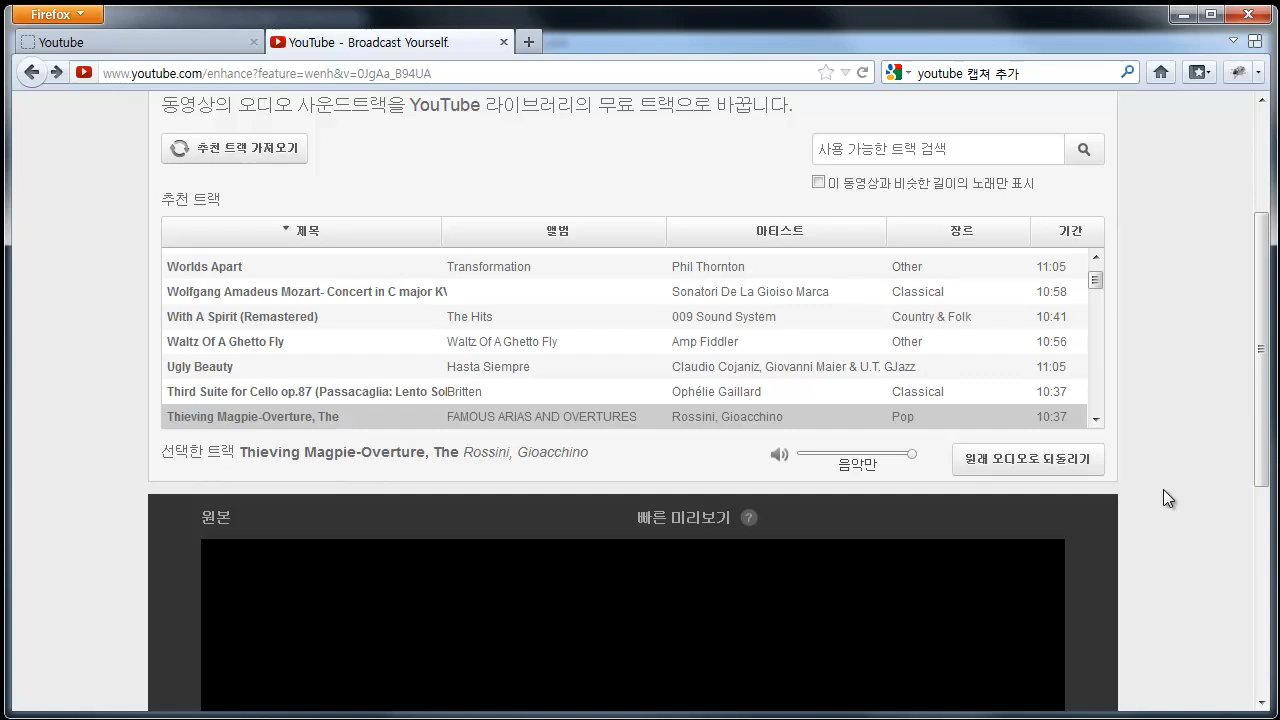 Firefox
Youtube
YouTube - Broadcast Yourself.
www.youtube.com/enhance?feature=wenh&v=0JgAa_B94UA
youtube 캡쳐 추가
동영상의 오디오 사운드트랙을 YouTube 라이브러리의 무료 트랙으로 바꿉니다.
추천 트랙 가져오기
사용 가능한 트랙 검색
이 동영상과 비슷한 길이의 노래만 표시
추천 트랙
제목 앨범 아티스트 장르 기간
Worlds Apart Transformation Phil Thornton Other 11:05
Wolfgang Amadeus Mozart- Concert in C major K\ Sonatori De La Gioiso Marca Classical 10:58
With A Spirit (Remastered) The Hits 009 Sound System Country & Folk 10:41
Waltz Of A Ghetto Fly Waltz Of A Ghetto Fly Amp Fiddler Other 10:56
Ugly Beauty Hasta Siempre Claudio Cojaniz, Giovanni Maier & U.T. GJazz 11:05
Third Suite for Cello op.87 (Passacaglia: Lento Sol Britten Ophélie Gaillard Classical 10:37
Thieving Magpie-Overture, The FAMOUS ARIAS AND OVERTURES Rossini, Gioacchino Pop 10:37
선택한 트랙 Thieving Magpie-Overture, The Rossini, Gioacchino
음악만
원래 오디오로 되돌리기
원본
빠른 미리보기 ?